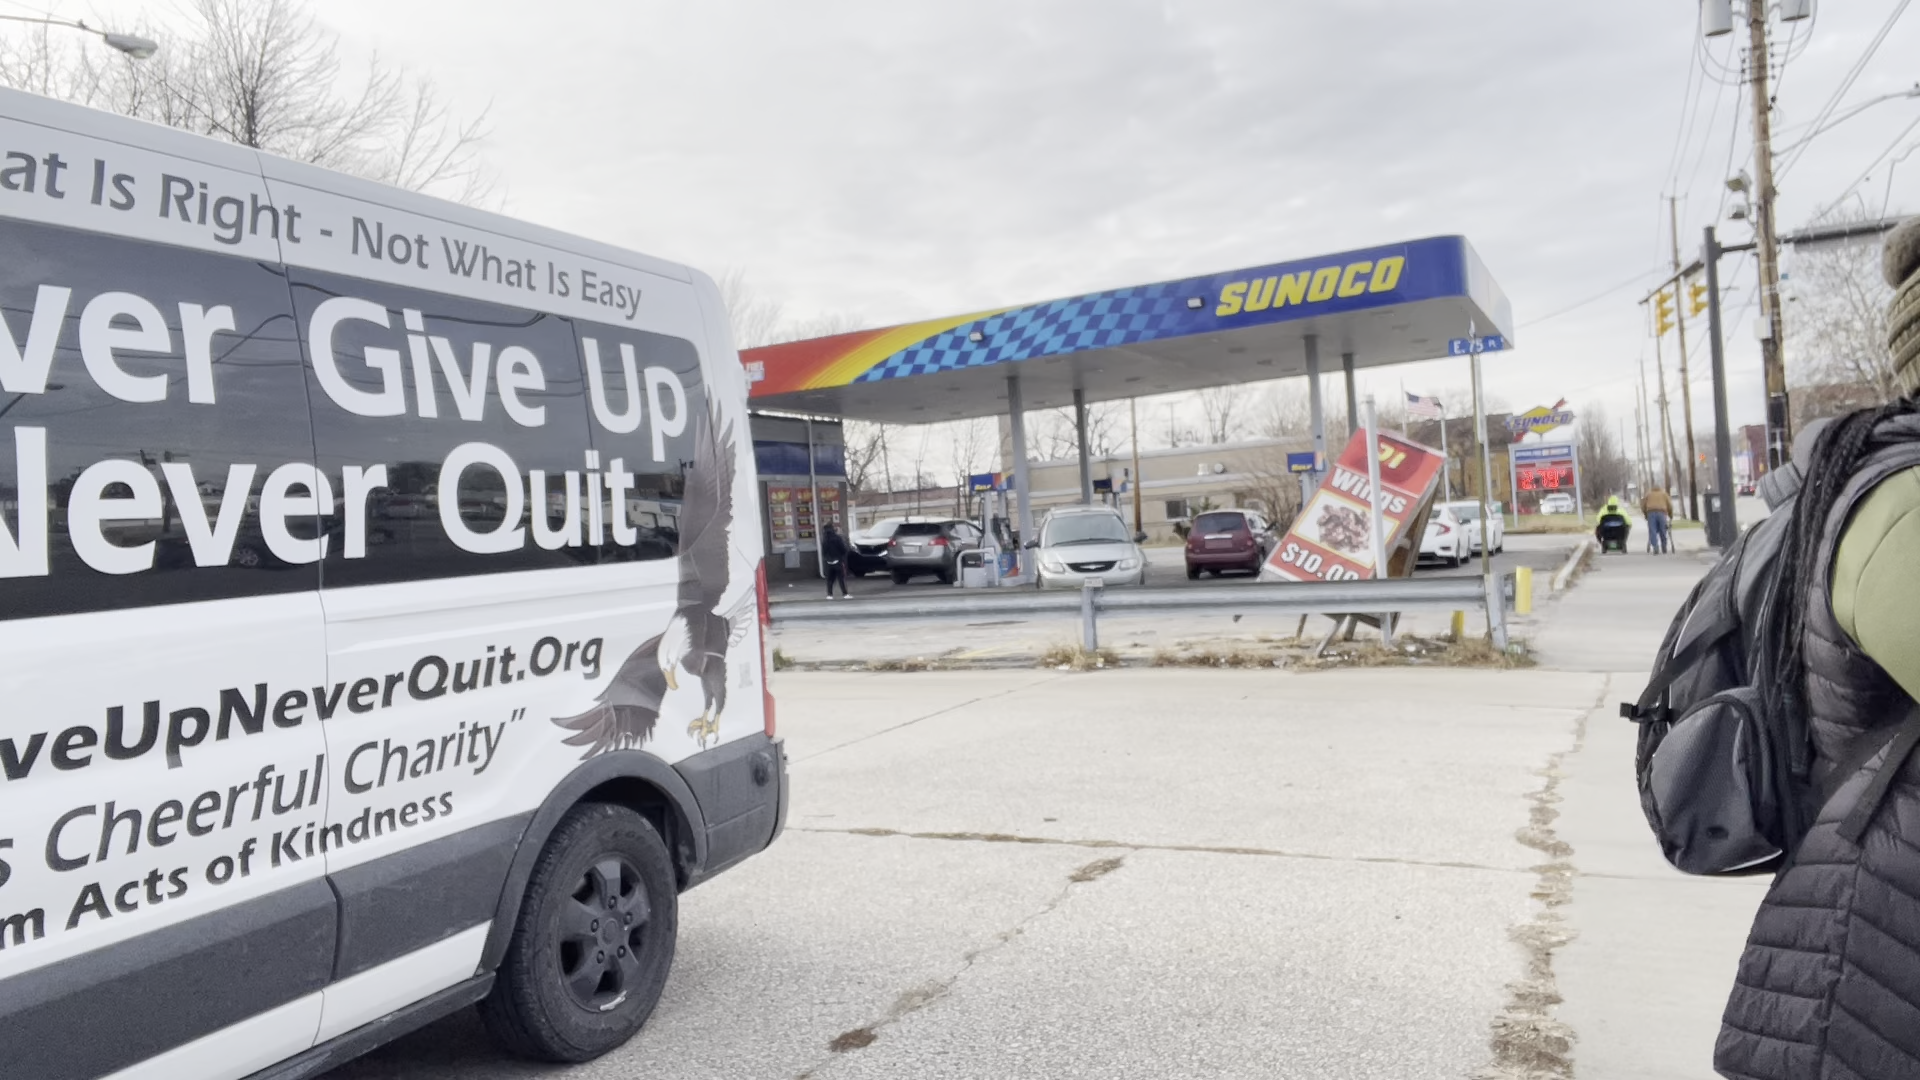 at Is Right - Not What Is Easy
ver Give Up
Never Quit
veUpNeverQuit.Org
s Cheerful Charity”
m Acts of Kindness
SUNOCO
E. 75
SUNOCO
Wings
$10.00